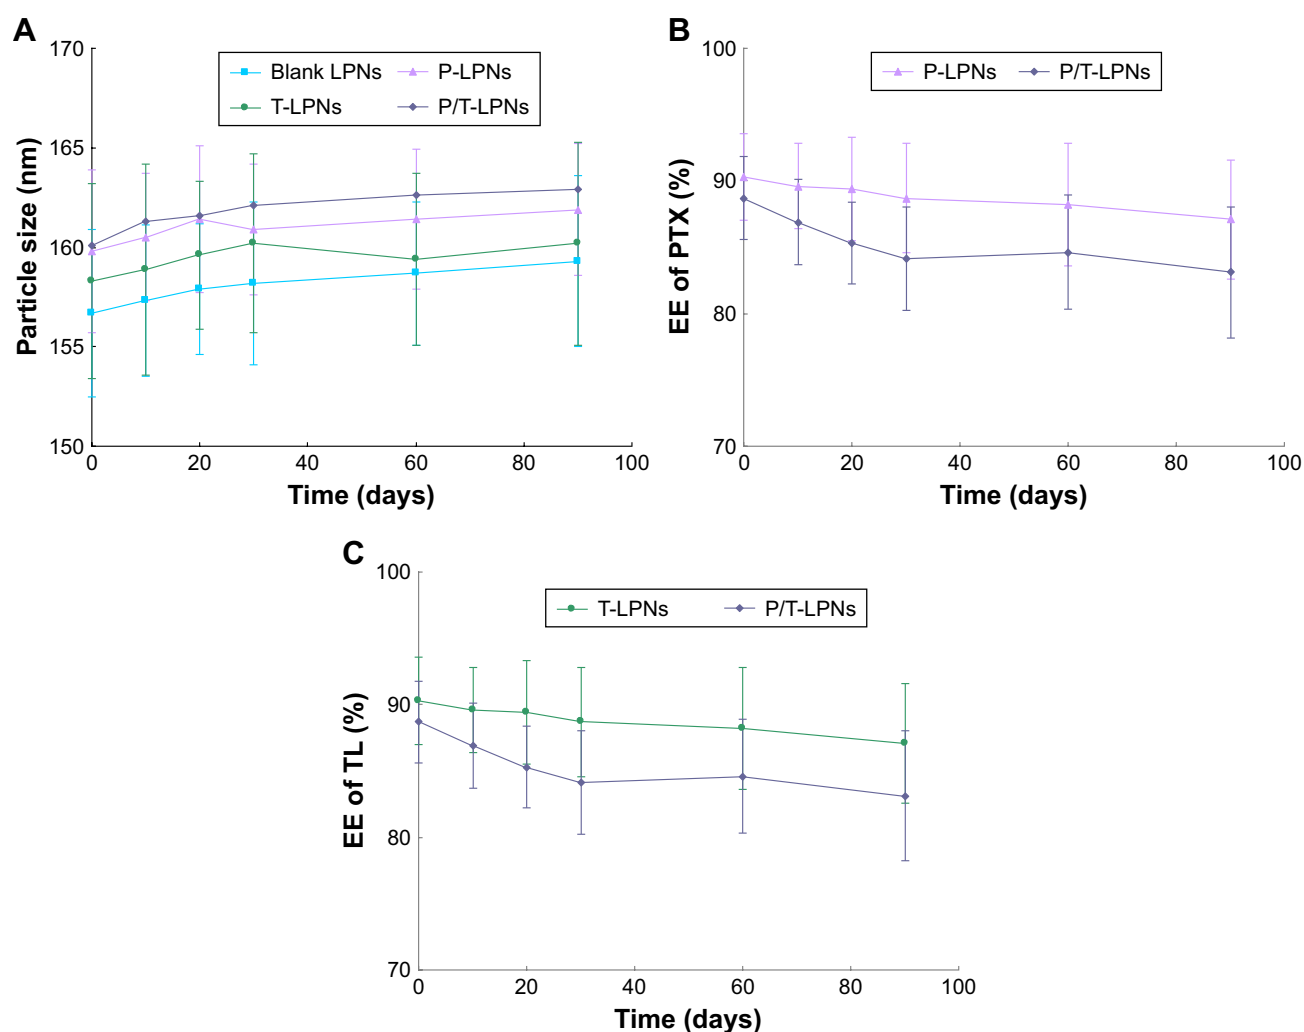 A
Particle size (nm)
170
165
160
155
150
Blank LPNs
P-LPNs
T-LPNs
P/T-LPNs
0 20 40 60 80 100
Time (days)
B
EE of PTX (%)
100
90
80
70
P-LPNs
P/T-LPNs
0 20 40 60 80 100
Time (days)
C
EE of TL (%)
100
90
80
70
T-LPNs
P/T-LPNs
0 20 40 60 80 100
Time (days)